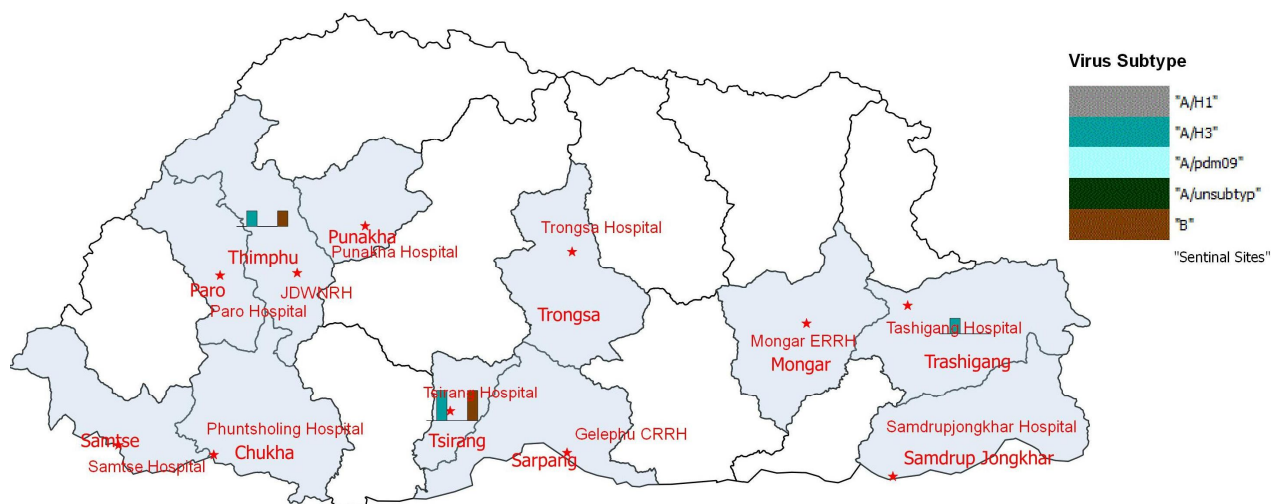 Virus Subtype
"A/H1"
"A/H3"
"A/pdm09"
"A/unsubtyp"
"B"
"Sentinal Sites"
Punakha
Punakha Hospital
Trongsa Hospital
Thimphu
JDWNRH
Paro
Paro Hospital
Trongsa
Tashigang Hospital
Trashigang
Mongar ERRH
Mongar
Tsirang Hospital
Tsirang
Phuntsholing Hospital
Chukha
Samtse
Samtse Hospital
Gelephu CRRH
Sarpang
Samdrupjongkhar Hospital
Samdrup Jongkhar